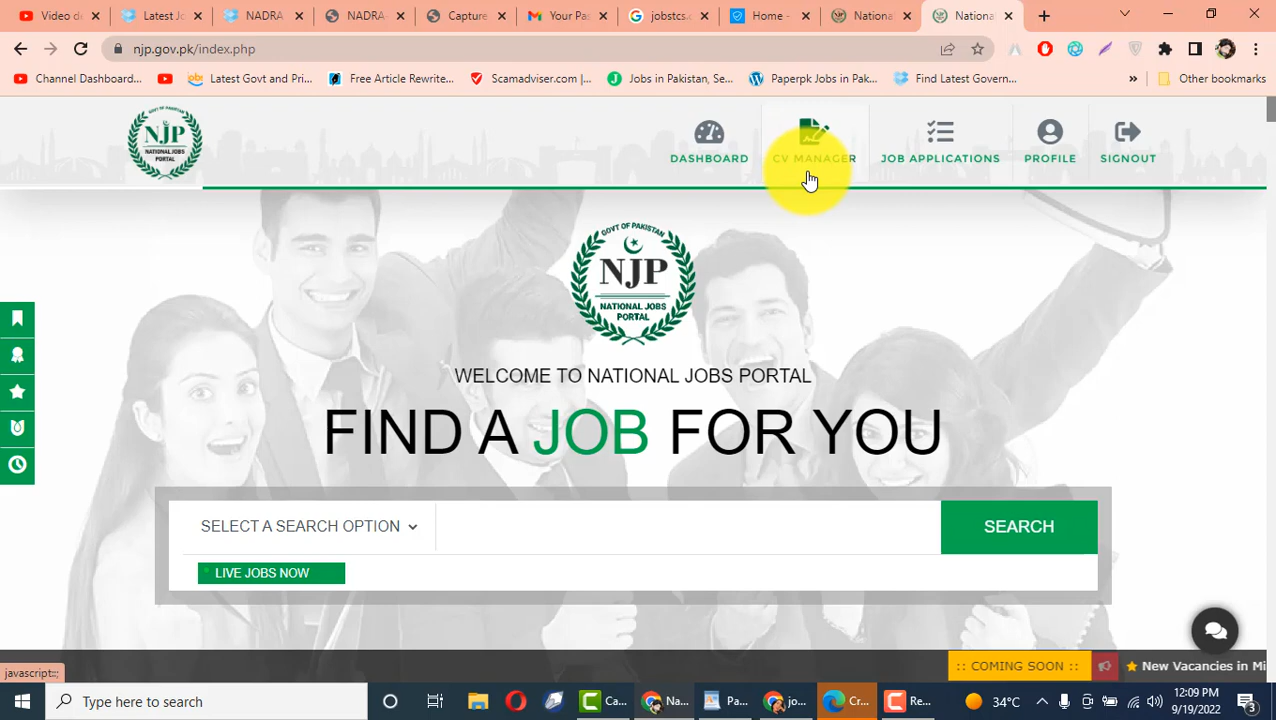 Video d
Latest J
NADRA
NADRA-
Capture
Your Pa
jobstcs.c
Home -
Nationa
Nationa
njp.gov.pk/index.php
Channel Dashboard...
Latest Govt and Pri...
Free Article Rewrite...
Scamadviser.com |...
Jobs in Pakistan, Se...
Paperpk Jobs in Pak...
Find Latest Govern...
Other bookmarks
GOVT OF PAKISTAN
NJP
NATIONAL JOBS
PORTAL
DASHBOARD
CV MANAGER
JOB APPLICATIONS
PROFILE
SIGNOUT
GOVT OF PAKISTAN
NJP
NATIONAL JOBS
PORTAL
WELCOME TO NATIONAL JOBS PORTAL
FIND A JOB FOR YOU
SELECT A SEARCH OPTION
SEARCH
LIVE JOBS NOW
javascript:;
:: COMING SOON ::
New Vacancies in Mi
Type here to search
Ca...
Na...
Pa...
jo...
Cr...
Re...
34°C
12:09 PM
9/19/2022
3